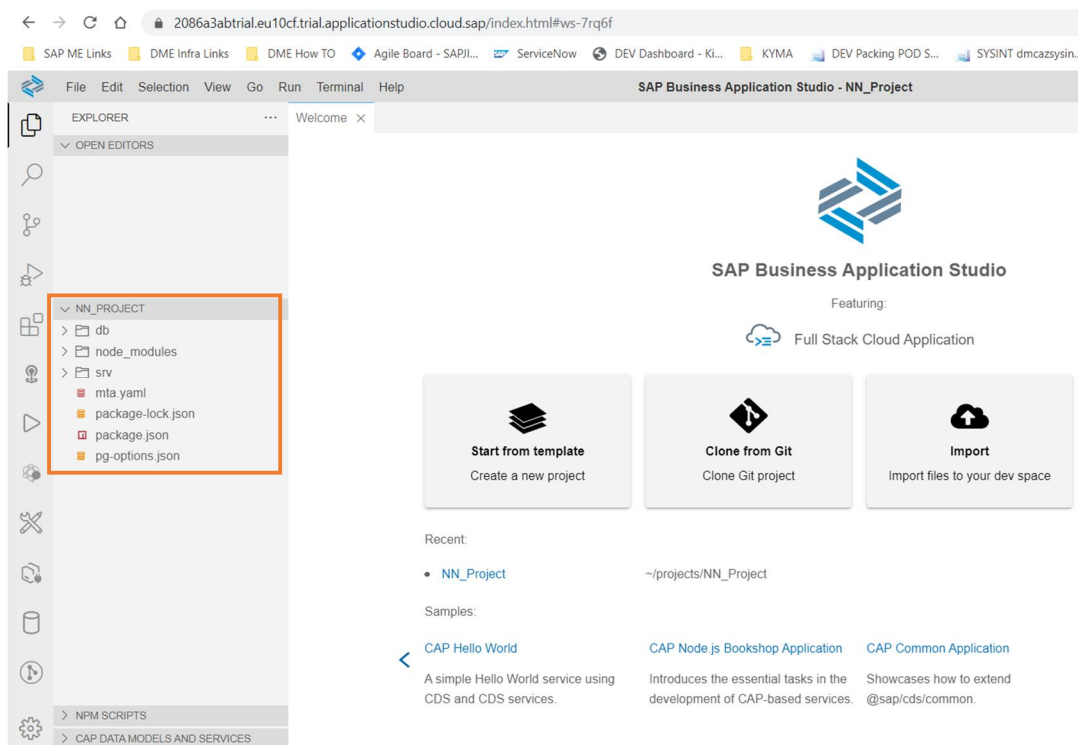 2086a3abtrial.eu10cf.trial.applicationstudio.cloud.sap/index.html#ws-7rq6f
SAP ME Links DME Infra Links DME How TO Agile Board - SAPJI... ServiceNow DEV Dashboard - Ki... KYMA DEV Packing POD S... SYSINT dmcazsysin...
File Edit Selection View Go Run Terminal Help SAP Business Application Studio - NN_Project
EXPLORER ... Welcome ×
OPEN EDITORS
SAP Business Application Studio
Featuring:
Full Stack Cloud Application
NN_PROJECT
db
node_modules
srv
mta.yaml
package-lock.json
package.json
pg-options.json
Start from template
Create a new project
Clone from Git
Clone Git project
Import
Import files to your dev space
Recent:
• NN_Project ~/projects/NN_Project
Samples:
CAP Hello World
A simple Hello World service using
CDS and CDS services.
CAP Node.js Bookshop Application
Introduces the essential tasks in the
development of CAP-based services.
CAP Common Application
Showcases how to extend
@sap/cds/common.
NPM SCRIPTS
CAP DATA MODELS AND SERVICES